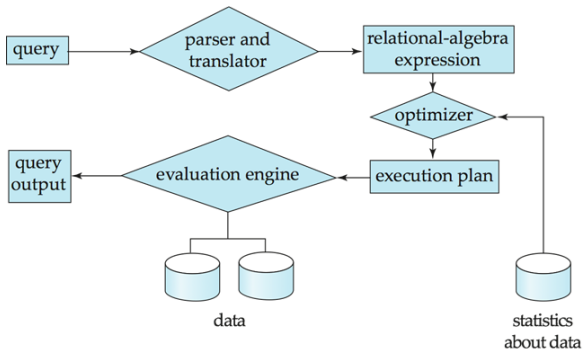 query
parser and
translator
relational-algebra
expression
optimizer
query
output
evaluation engine
execution plan
data
statistics
about data